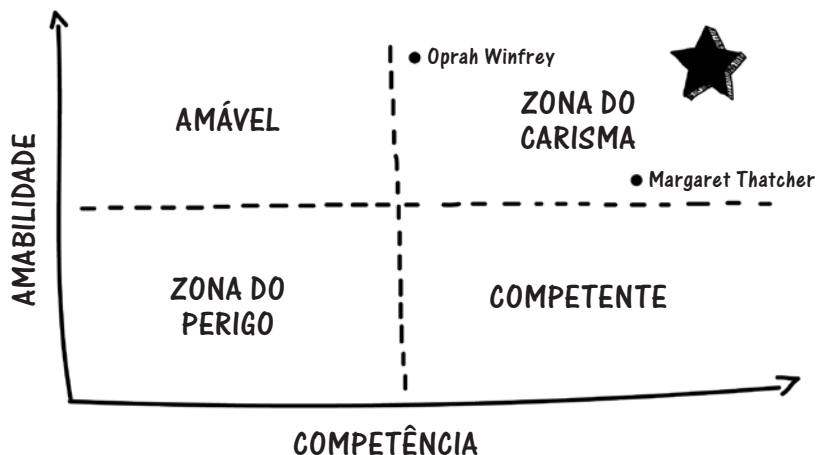 Oprah Winfrey
AMÁVEL
ZONA DO
CARISMA
Margaret Thatcher
AMABILIDADE
ZONA DO
PERIGO
COMPETENTE
COMPETÊNCIA